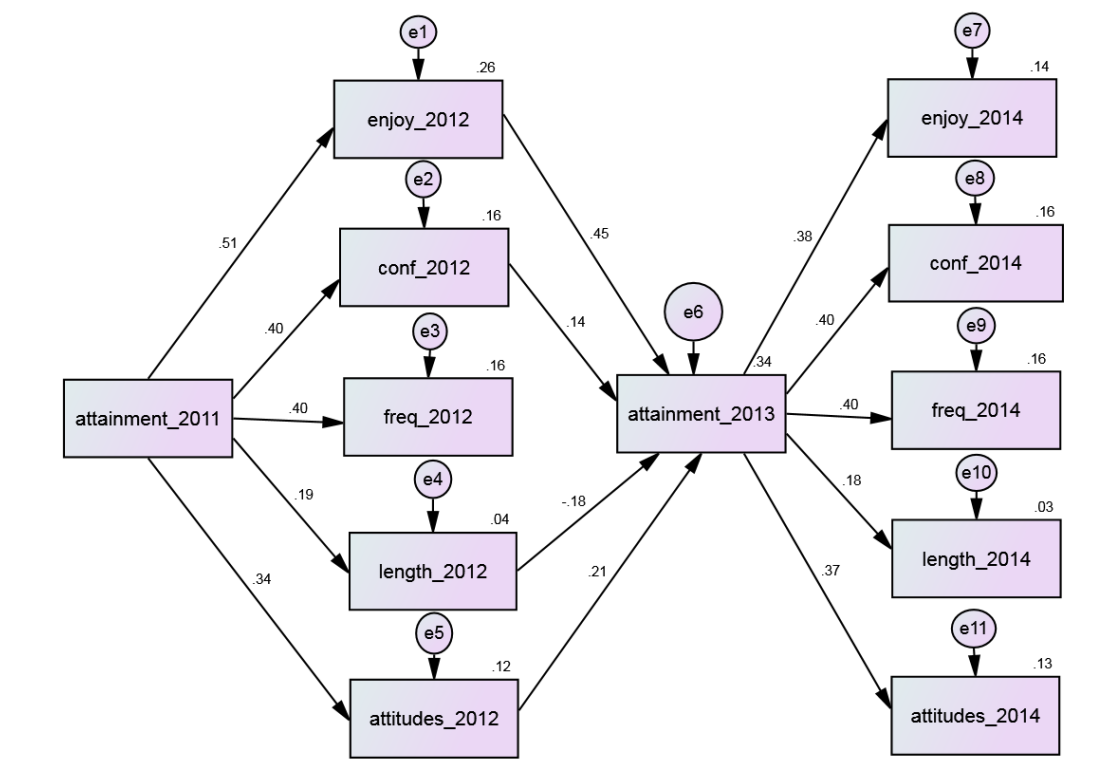 e1
.26
enjoy_2012
e2
.16
conf_2012
e3
.16
freq_2012
e4
.04
length_2012
e5
.12
attitudes_2012
attainment_2011
.51
.40
.40
.19
.34
.45
.14
-.18
.21
e6
.34
attainment_2013
.38
.40
.40
.18
.37
e7
.14
enjoy_2014
e8
.16
conf_2014
e9
.16
freq_2014
e10
.03
length_2014
e11
.13
attitudes_2014